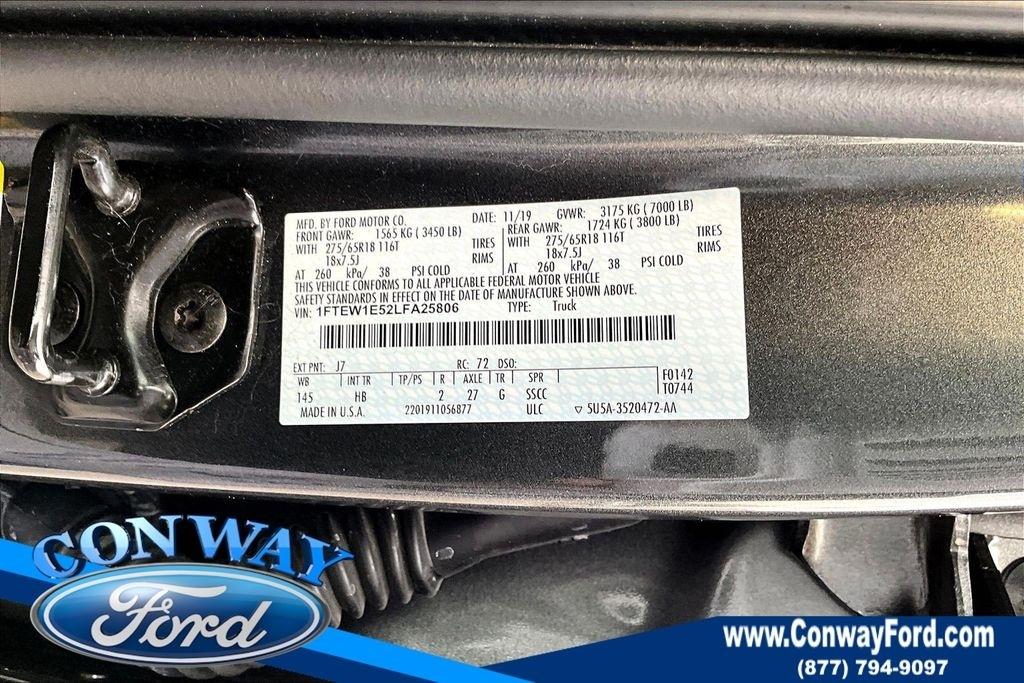 MFD. BY FORD MOTOR CO. DATE: 11/19 GVWR: 3175 KG ( 7000 LB)
FRONT GAWR: 1565 KG ( 3450 LB) REAR GAWR: 1724 KG ( 3800 LB)
WITH 275/65R18 116T TIRES WITH 275/65R18 116T TIRES
18x7.5J RIMS 18x7.5J RIMS
AT 260 kPa/ 38 PSI COLD AT 260 kPa/ 38 PSI COLD
THIS VEHICLE CONFORMS TO ALL APPLICABLE FEDERAL MOTOR VEHICLE
SAFETY STANDARDS IN EFFECT ON THE DATE OF MANUFACTURE SHOWN ABOVE.
VIN: 1FTEW1E52LFA25806 TYPE: Truck
EXT PNT: J7 RC: 72 DSO:
WB INT TR TP/PS R AXLE TR SPR F0142
145 HB 2 27 G SSCC T0744
MADE IN U.S.A. 2201911056877 ULC ▽ 5U5A-3520472-AA
CONWAY
Ford
www.ConwayFord.com
(877) 794-9097